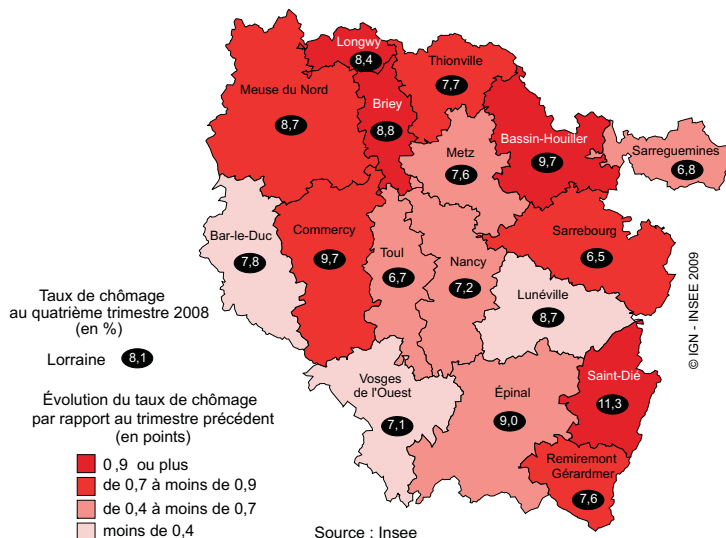 Longwy
8,4
Thionville
7,7
Meuse du Nord
8,7
Briey
8,8
Bassin-Houiller
9,7
Metz
7,6
Sarreguemines
6,8
Bar-le-Duc
7,8
Commercy
9,7
Toul
6,7
Nancy
7,2
Sarrebourg
6,5
Lunéville
8,7
Vosges
de l'Ouest
7,1
Épinal
9,0
Saint-Dié
11,3
Remiremont
Gérardmer
7,6
© IGN - INSEE 2009
Taux de chômage
au quatrième trimestre 2008
(en %)
Lorraine 8,1
Évolution du taux de chômage
par rapport au trimestre précédent
(en points)
0,9 ou plus
de 0,7 à moins de 0,9
de 0,4 à moins de 0,7
moins de 0,4
Source : Insee